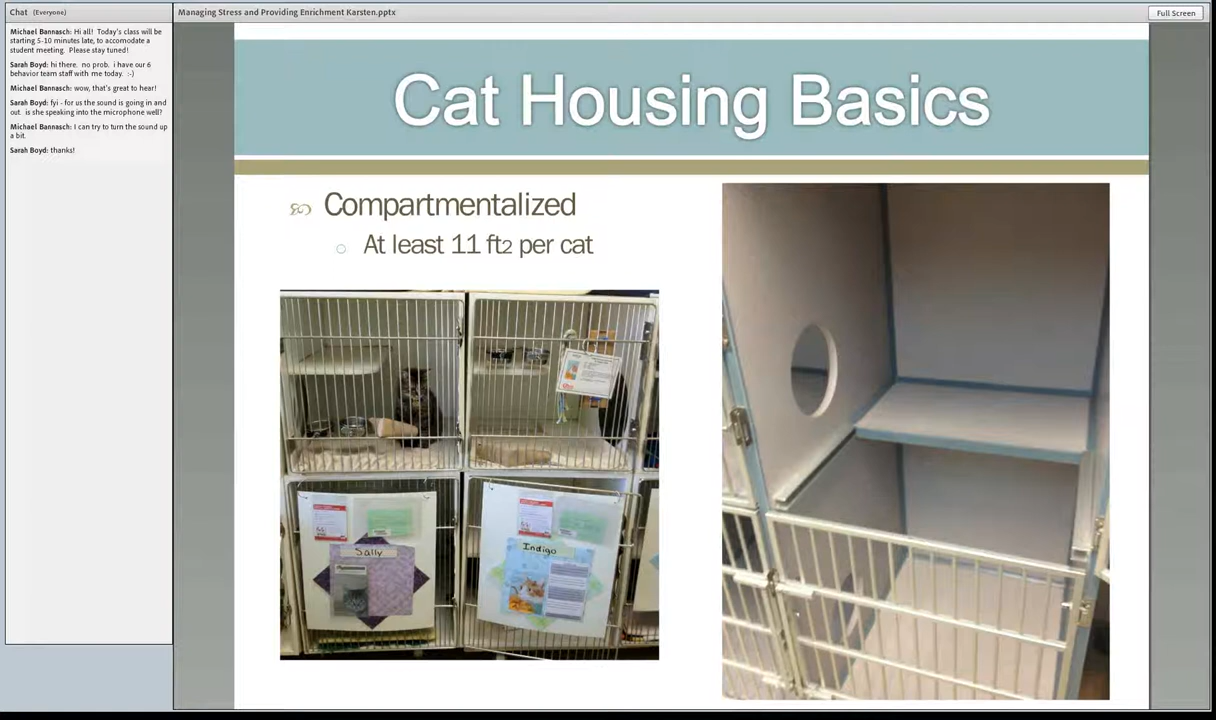 Chat (Everyone)
Michael Bannasch: Hi all! Today's class will be
starting 5-10 minutes late, to accomodate a
student meeting. Please stay tuned!
Sarah Boyd: hi there. no prob. i have our 6
behavior team staff with me today. :-)
Michael Bannasch: wow, that's great to hear!
Sarah Boyd: fyi - for us the sound is going in and
out is she speaking into the microphone well?
Michael Bannasch: I can try to turn the sound up
a bit.
Sarah Boyd: thanks!
Managing Stress and Providing Enrichment Karsten.pptx
Full Screen
Cat Housing Basics
Compartmentalized
At least 11 ft2 per cat
Sally
Indigo